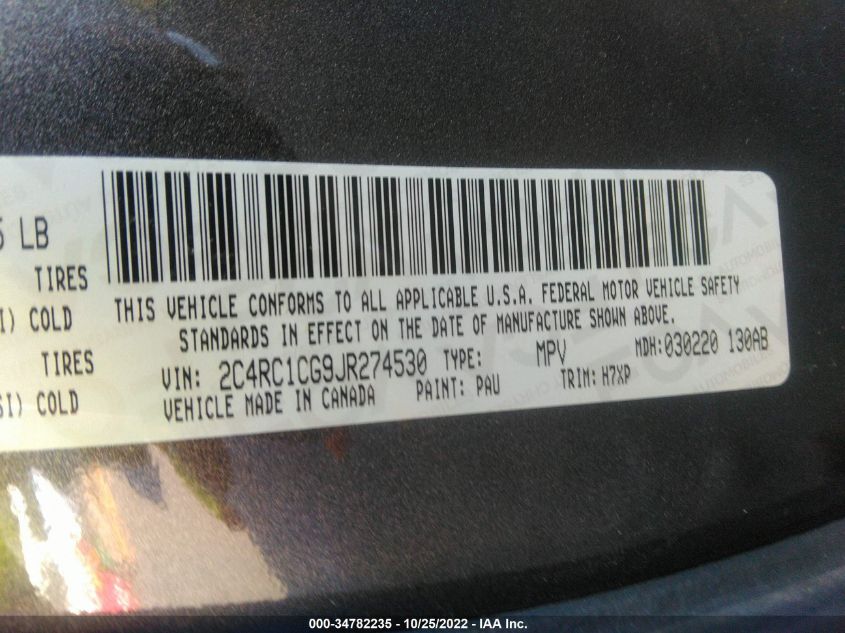 5 LB
TIRES
I) COLD
TIRES
SI) COLD
THIS VEHICLE CONFORMS TO ALL APPLICABLE U.S.A. FEDERAL MOTOR VEHICLE SAFETY
STANDARDS IN EFFECT ON THE DATE OF MANUFACTURE SHOWN ABOVE.
VIN: 2C4RC1CG9JR274530 TYPE: MPV MDH:030220 130AB
VEHICLE MADE IN CANADA PAINT: PAU TRIM: H7XP
000-34782235 - 10/25/2022 - IAA Inc.